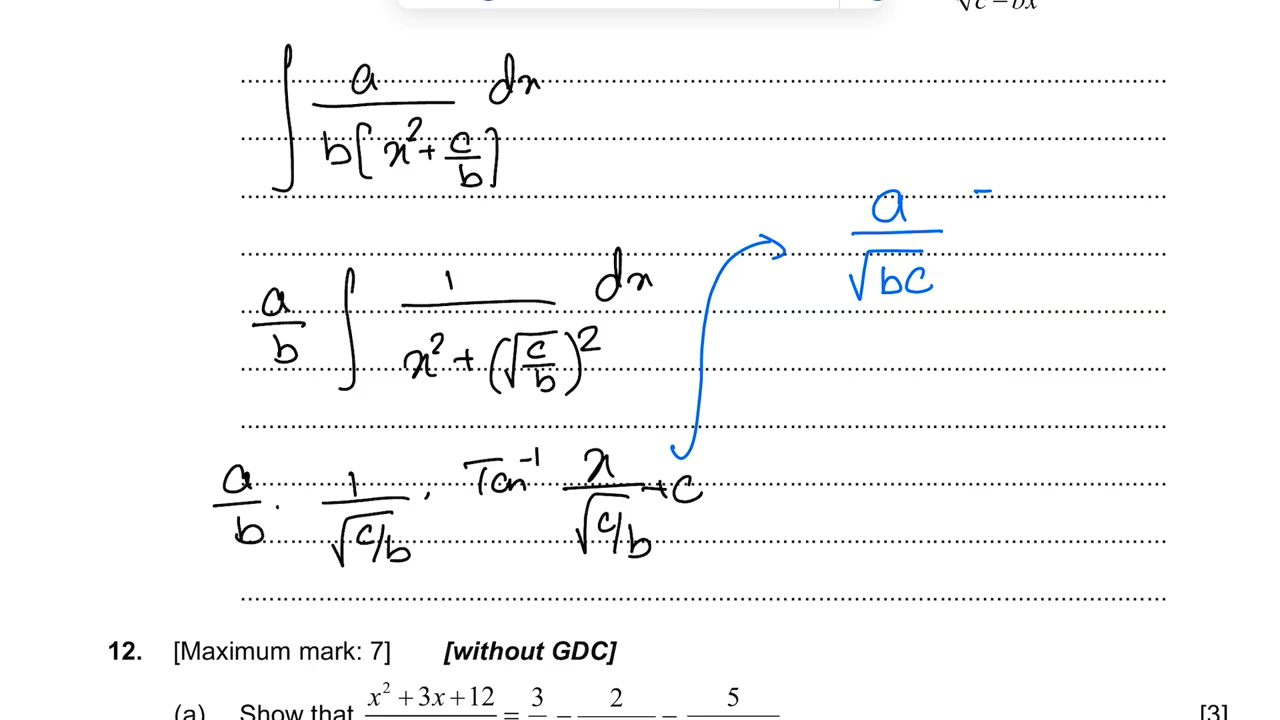 √c − bx
∫ a / b[x² + c/b] dx
a/b ∫ 1 / x² + (√c/b)² dx
a/√bc
a/b · 1/√c/b · Tan⁻¹ x/√c/b + c
12. [Maximum mark: 7] [without GDC]
(a) Show that x² + 3x + 12 = 3 − 2 − 5 [3]